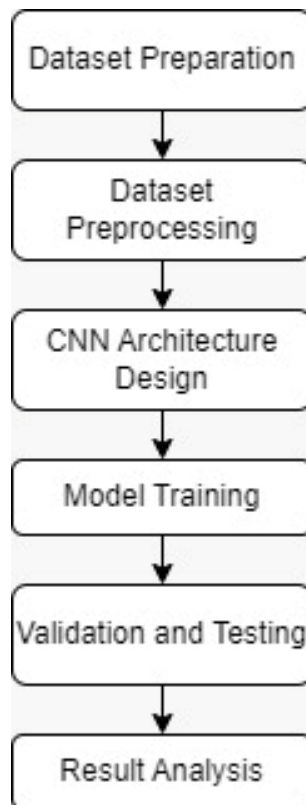 Dataset Preparation
Dataset
Preprocessing
CNN Architecture
Design
Model Training
Validation and Testing
Result Analysis